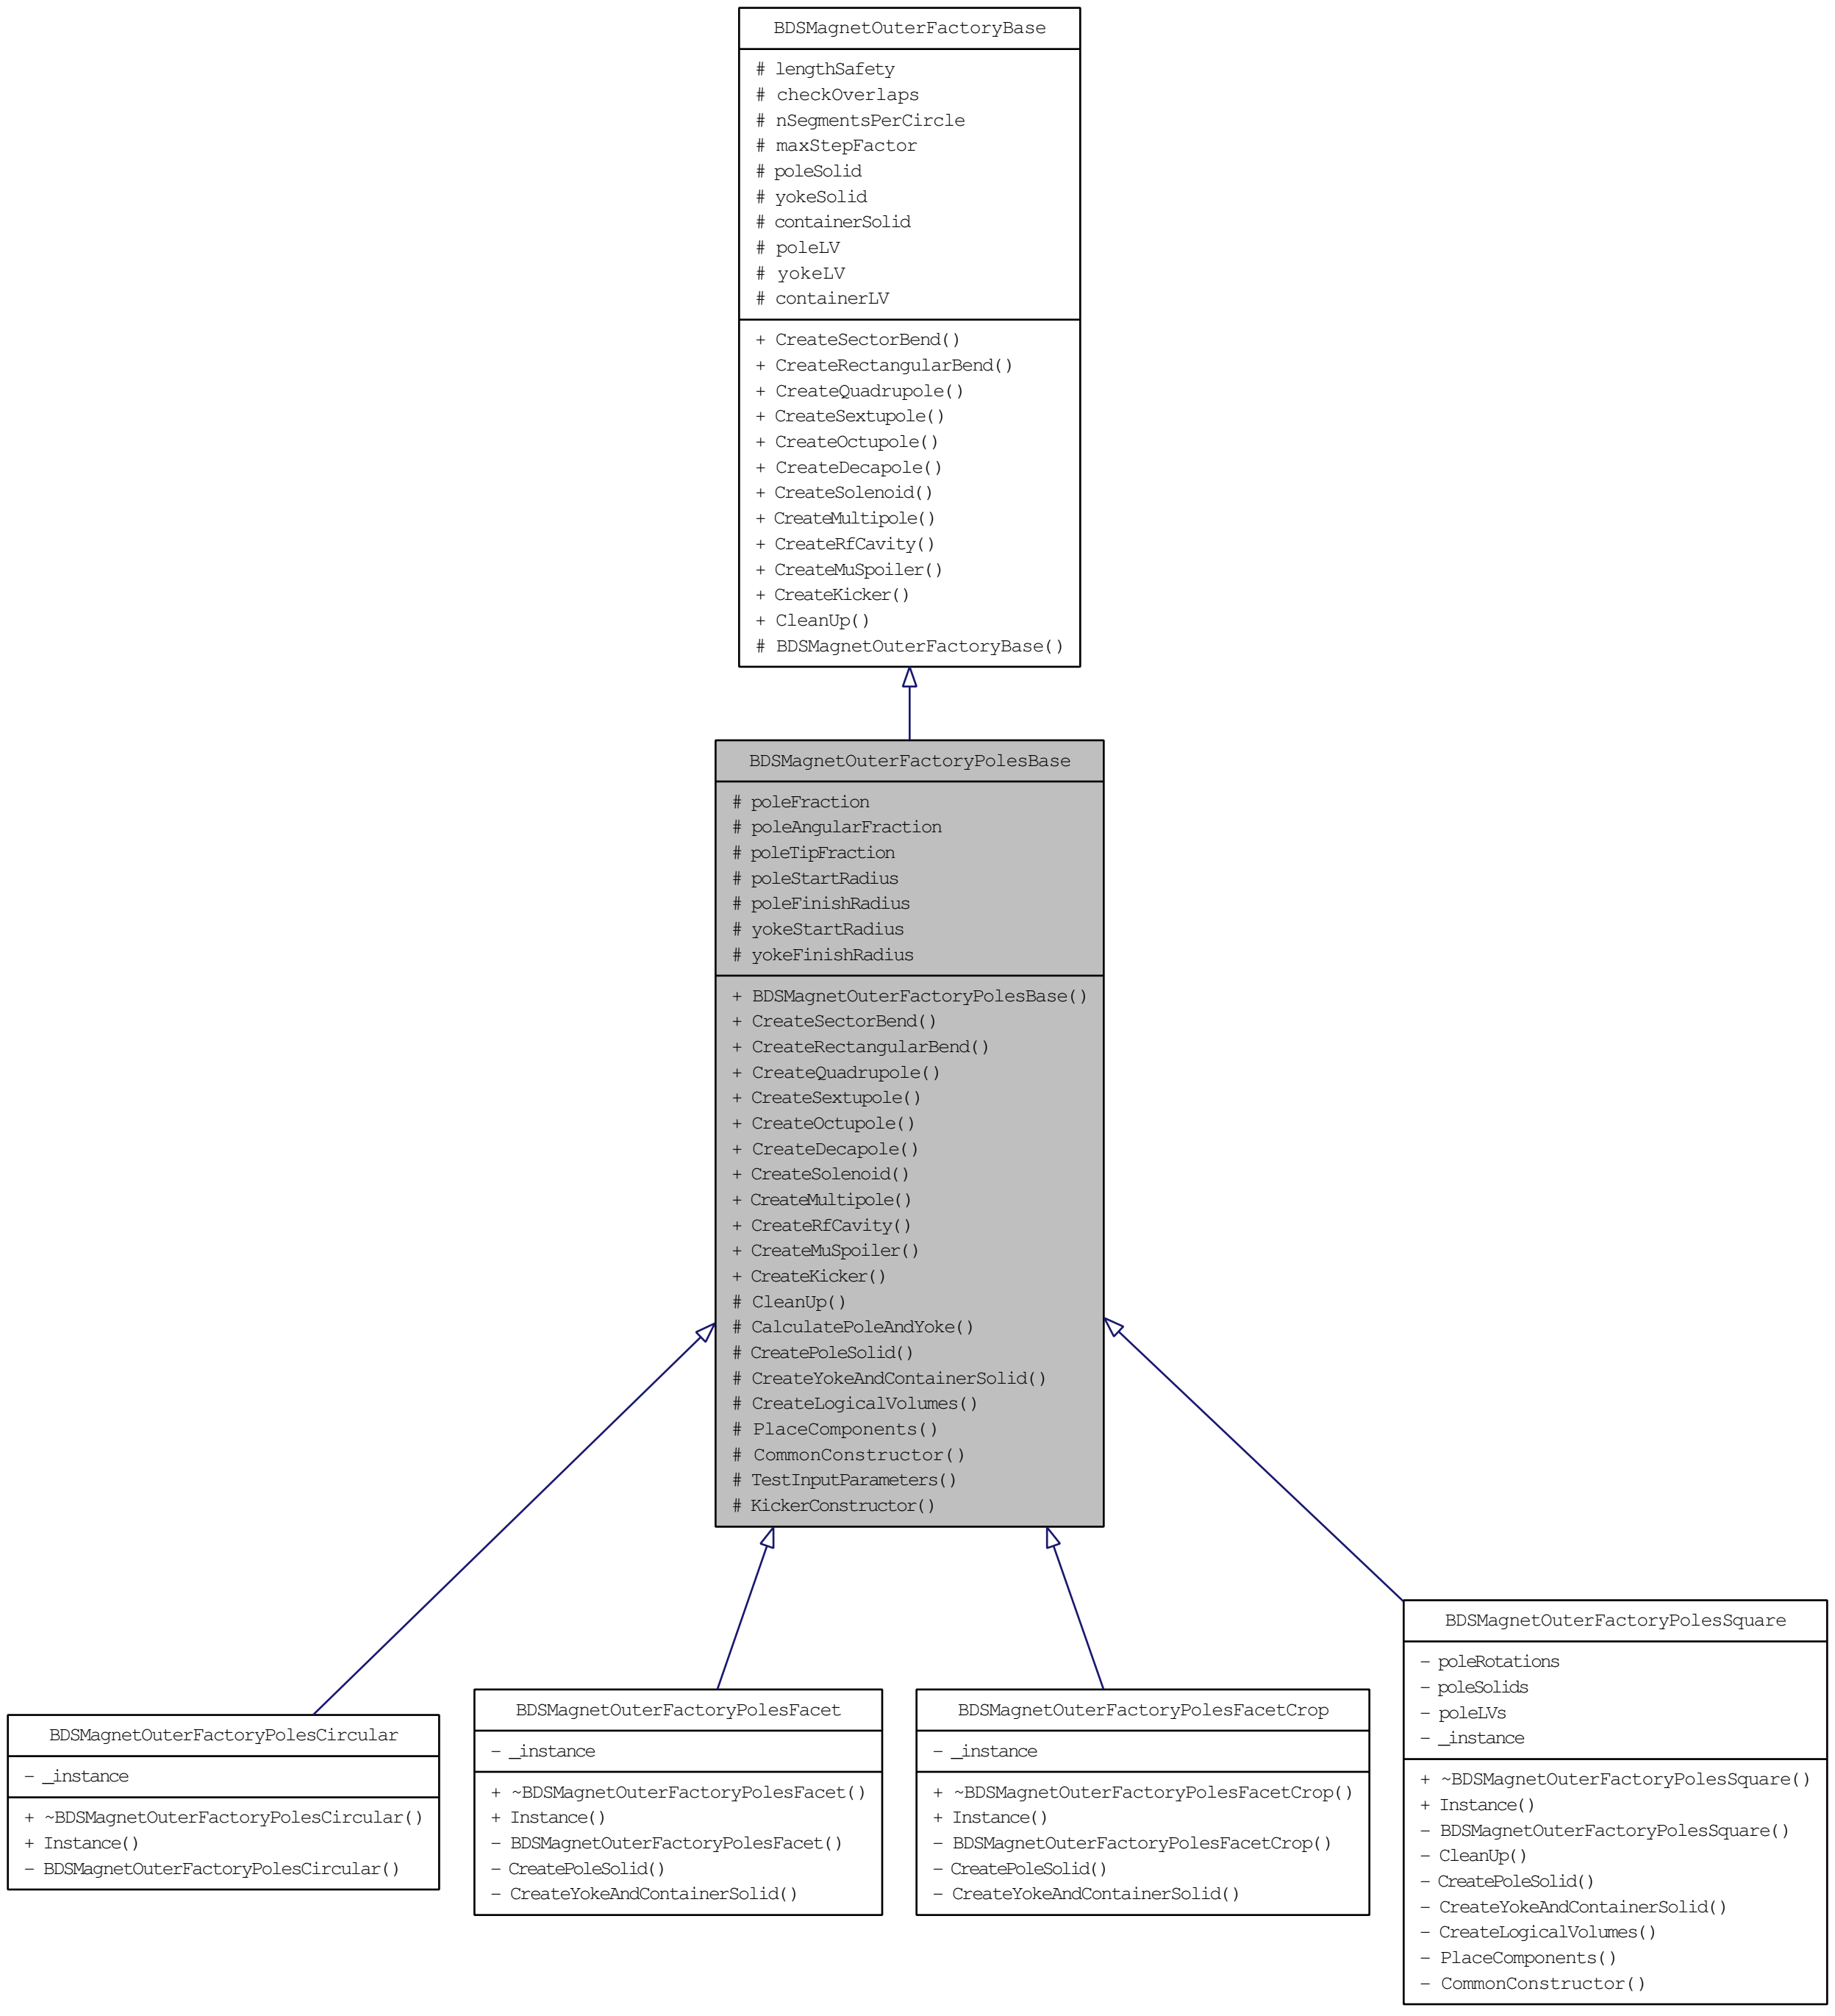 BDSMagnetOuterFactoryBase
# lengthSafety
# checkOverlaps
# nSegmentsPerCircle
# maxStepFactor
# poleSolid
# yokeSolid
# containerSolid
# poleLV
# yokeLV
# containerLV
+ CreateSectorBend()
+ CreateRectangularBend()
+ CreateQuadrupole()
+ CreateSextupole()
+ CreateOctupole()
+ CreateDecapole()
+ CreateSolenoid()
+ CreateMultipole()
+ CreateRfCavity()
+ CreateMuSpoiler()
+ CreateKicker()
+ CleanUp()
# BDSMagnetOuterFactoryBase()
BDSMagnetOuterFactoryPolesBase
# poleFraction
# poleAngularFraction
# poleTipFraction
# poleStartRadius
# poleFinishRadius
# yokeStartRadius
# yokeFinishRadius
+ BDSMagnetOuterFactoryPolesBase()
+ CreateSectorBend()
+ CreateRectangularBend()
+ CreateQuadrupole()
+ CreateSextupole()
+ CreateOctupole()
+ CreateDecapole()
+ CreateSolenoid()
+ CreateMultipole()
+ CreateRfCavity()
+ CreateMuSpoiler()
+ CreateKicker()
# CleanUp()
# CalculatePoleAndYoke()
# CreatePoleSolid()
# CreateYokeAndContainerSolid()
# CreateLogicalVolumes()
# PlaceComponents()
# CommonConstructor()
# TestInputParameters()
# KickerConstructor()
BDSMagnetOuterFactoryPolesCircular
- _instance
+ ~BDSMagnetOuterFactoryPolesCircular()
+ Instance()
- BDSMagnetOuterFactoryPolesCircular()
BDSMagnetOuterFactoryPolesFacet
- _instance
+ ~BDSMagnetOuterFactoryPolesFacet()
+ Instance()
- BDSMagnetOuterFactoryPolesFacet()
- CreatePoleSolid()
- CreateYokeAndContainerSolid()
BDSMagnetOuterFactoryPolesFacetCrop
- _instance
+ ~BDSMagnetOuterFactoryPolesFacetCrop()
+ Instance()
- BDSMagnetOuterFactoryPolesFacetCrop()
- CreatePoleSolid()
- CreateYokeAndContainerSolid()
BDSMagnetOuterFactoryPolesSquare
- poleRotations
- poleSolids
- poleLVs
- _instance
+ ~BDSMagnetOuterFactoryPolesSquare()
+ Instance()
- BDSMagnetOuterFactoryPolesSquare()
- CleanUp()
- CreatePoleSolid()
- CreateYokeAndContainerSolid()
- CreateLogicalVolumes()
- PlaceComponents()
- CommonConstructor()